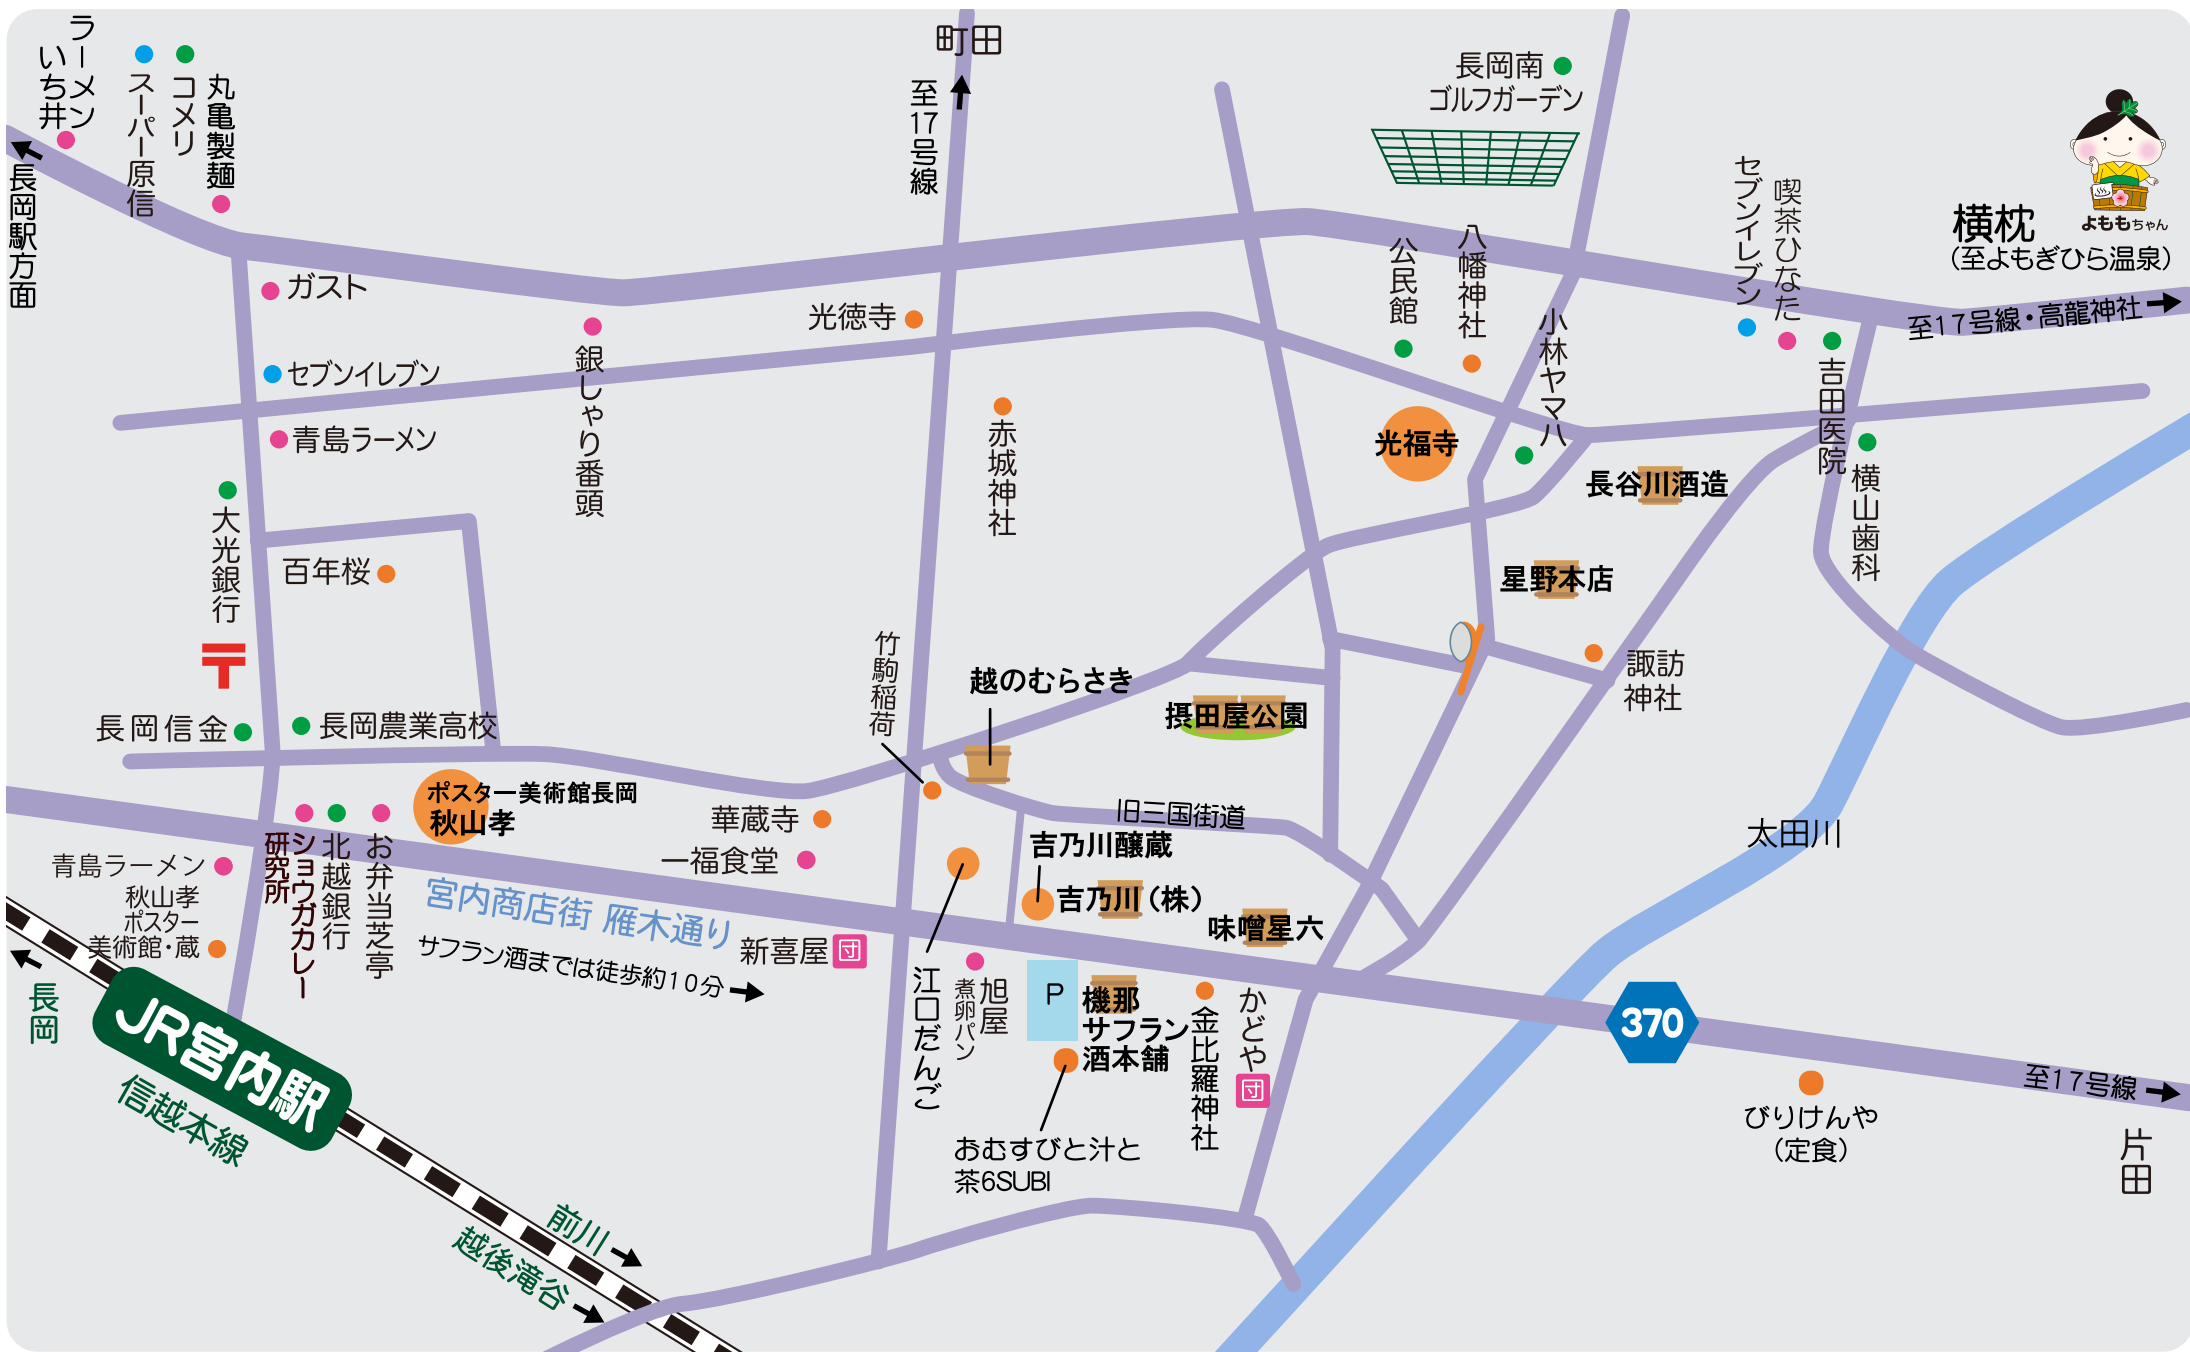 ラーメン
いち井
スーパー原信
コメリ
丸亀製麺
長岡駅方面
町田
至17号線
長岡南
ゴルフガーデン
よももちゃん
横枕
(至よもぎひら温泉)
至17号線・高龍神社
セブンイレブン
喫茶ひなた
吉田医院
横山歯科
公民館
八幡神社
小林ヤマハ
光福寺
長谷川酒造
星野本店
諏訪
神社
ガスト
セブンイレブン
青島ラーメン
銀しゃり番頭
光徳寺
赤城神社
大光銀行
百年桜
〒
長岡信金
長岡農業高校
竹駒稲荷
越のむらさき
摂田屋公園
旧三国街道
ポスター美術館長岡
秋山孝
華蔵寺
一福食堂
吉乃川醸蔵
吉乃川(株)
味噌星六
太田川
青島ラーメン
秋山孝
ポスター
美術館・蔵
ショウガカレー
研究所
北越銀行
お弁当芝亭
宮内商店街 雁木通り
サフラン酒までは徒歩約10分
新喜屋
団
江口だんご
旭屋
煮卵パン
P
機那
サフラン
酒本舗
おむすびと汁と
茶6SUBI
金比羅神社
かどや
団
370
至17号線
びりけんや
(定食)
片田
長岡
JR宮内駅
信越本線
前川
越後滝谷